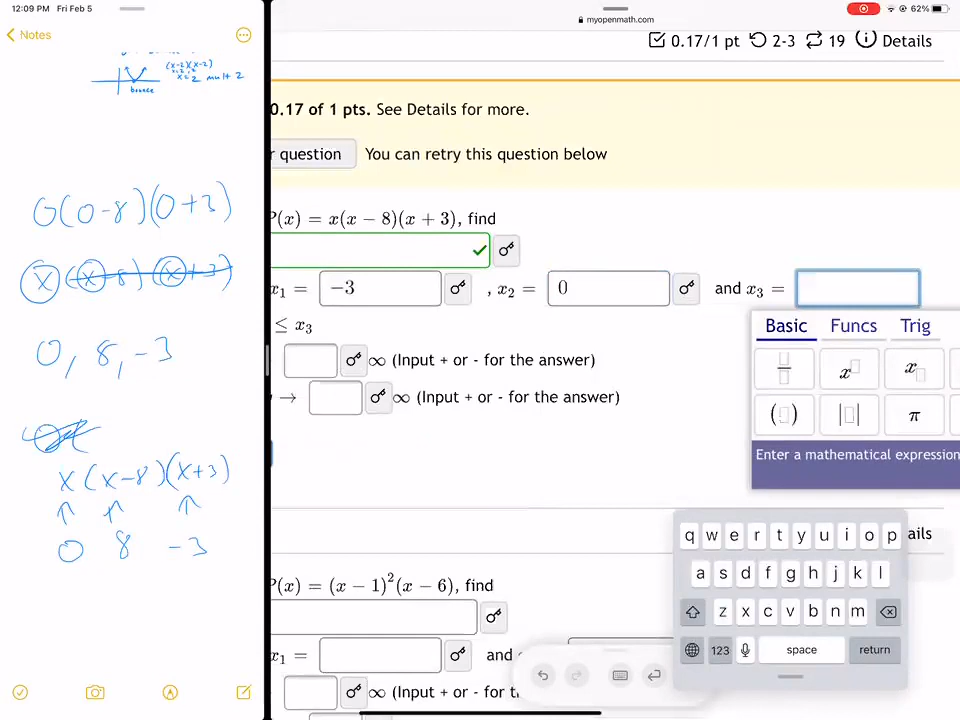 12:09 PM Fri Feb 5
62%
Notes
(x-2)(x-2)
x=2 mult 2
bounce
0(0-8)(0+3)
x(x-8)(x+3)
0, 8, -3
x(x-8)(x+3)
0 8 -3
myopenmath.com
0.17/1 pt 2-3 19 Details
0.17 of 1 pts. See Details for more.
r question You can retry this question below
P(x) = x(x − 8)(x + 3), find
x₁ = −3 , x₂ = 0 and x₃ =
≤ x₃
∞ (Input + or - for the answer)
→ ∞ (Input + or - for the answer)
Basic Funcs Trig
π
Enter a mathematical expression
ails
P(x) = (x − 1)²(x − 6), find
x₁ = and
∞ (Input + or - for t
q w e r t y u i o p
a s d f g h j k l
z x c v b n m
123 space return